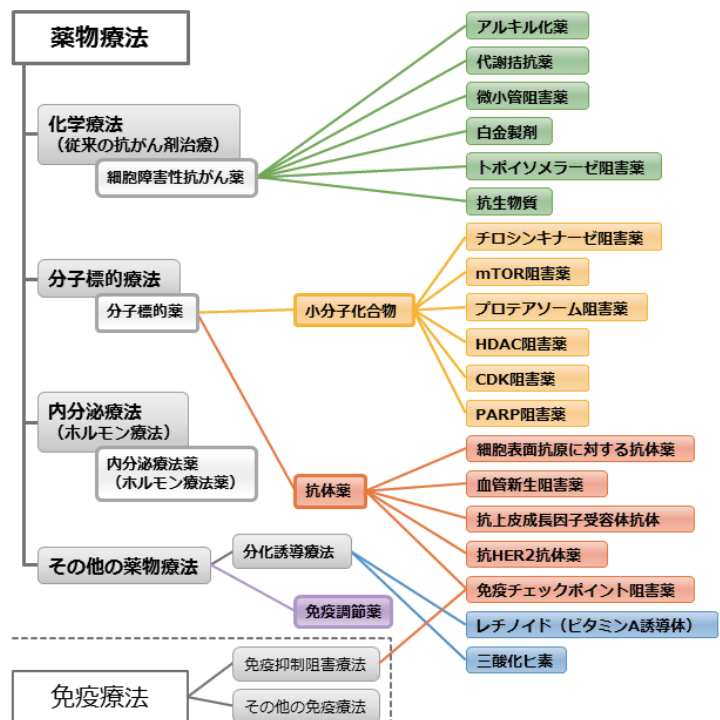 薬物療法
化学療法
（従来の抗がん剤治療）
細胞障害性抗がん薬
アルキル化薬
代謝拮抗薬
微小管阻害薬
白金製剤
トポイソメラーゼ阻害薬
抗生物質
分子標的療法
分子標的薬
小分子化合物
チロシンキナーゼ阻害薬
mTOR阻害薬
プロテアソーム阻害薬
HDAC阻害薬
CDK阻害薬
PARP阻害薬
抗体薬
細胞表面抗原に対する抗体薬
血管新生阻害薬
抗上皮成長因子受容体抗体
抗HER2抗体薬
免疫チェックポイント阻害薬
内分泌療法
（ホルモン療法）
内分泌療法薬
（ホルモン療法薬）
その他の薬物療法
分化誘導療法
免疫調節薬
レチノイド（ビタミンA誘導体）
三酸化ヒ素
免疫療法
免疫抑制阻害療法
その他の免疫療法